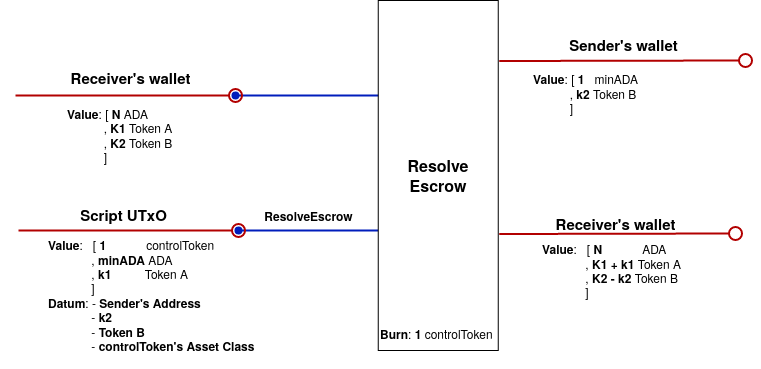 Receiver's wallet
Value: [ N ADA
, K1 Token A
, K2 Token B
]
Script UTxO
ResolveEscrow
Value: [ 1 controlToken
, minADA ADA
, k1 Token A
]
Datum: - Sender's Address
- k2
- Token B
- controlToken's Asset Class
Resolve
Escrow
Burn: 1 controlToken
Sender's wallet
Value: [ 1 minADA
, k2 Token B
]
Receiver's wallet
Value: [ N ADA
, K1 + k1 Token A
, K2 - k2 Token B
]